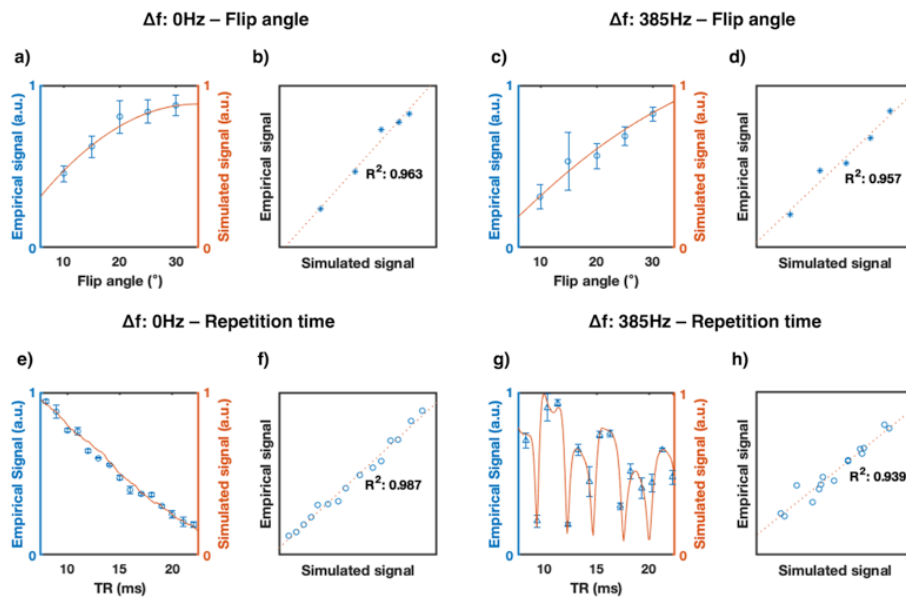 Δf: 0Hz – Flip angle
Δf: 385Hz – Flip angle
a)
b)
c)
d)
1
Empirical signal (a.u.)
0
1
Simulated signal (a.u.)
0
10 20 30
Flip angle (°)
Empirical signal
R²: 0.963
Simulated signal
1
Empirical signal (a.u.)
0
1
Simulated signal (a.u.)
0
10 20 30
Flip angle (°)
Empirical signal
R²: 0.957
Simulated signal
Δf: 0Hz – Repetition time
Δf: 385Hz – Repetition time
e)
f)
g)
h)
1
Empirical Signal (a.u.)
0
1
Simulated signal (a.u.)
0
10 15 20
TR (ms)
Empirical signal
R²: 0.987
Simulated signal
1
Empirical Signal (a.u.)
0
1
Simulated signal (a.u.)
0
10 15 20
TR (ms)
Empirical signal
R²: 0.939
Simulated signal